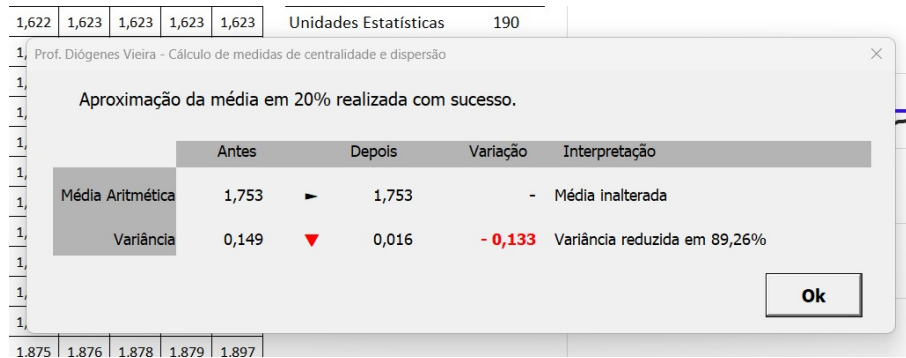 1,622 1,623 1,623 1,623 1,623 Unidades Estatísticas 190
Prof. Diógenes Vieira - Cálculo de medidas de centralidade e dispersão
Aproximação da média em 20% realizada com sucesso.
Antes Depois Variação Interpretação
Média Aritmética 1,753 ► 1,753 - Média inalterada
Variância 0,149 ▼ 0,016 - 0,133 Variância reduzida em 89,26%
Ok
1,875 1,876 1,878 1,879 1,897